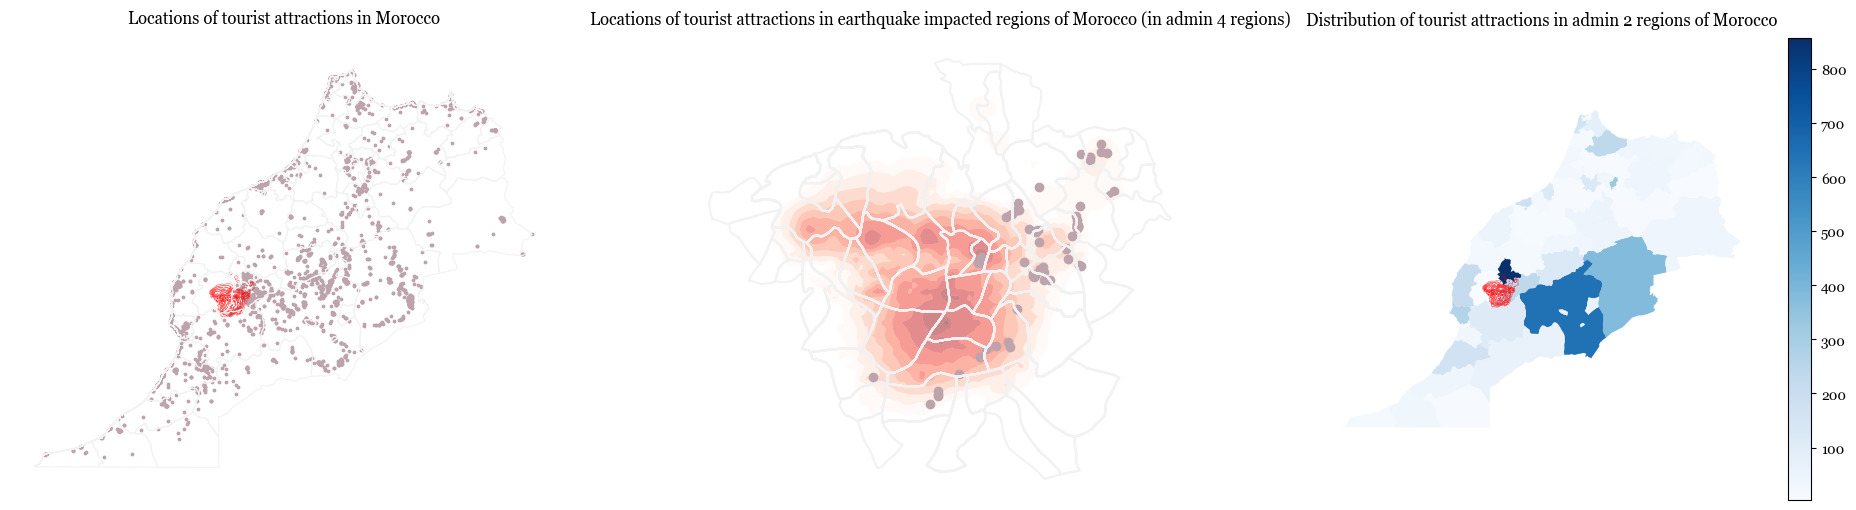 Locations of tourist attractions in Morocco
Locations of tourist attractions in earthquake impacted regions of Morocco (in admin 4 regions)
Distribution of tourist attractions in admin 2 regions of Morocco
800
700
600
500
400
300
200
100